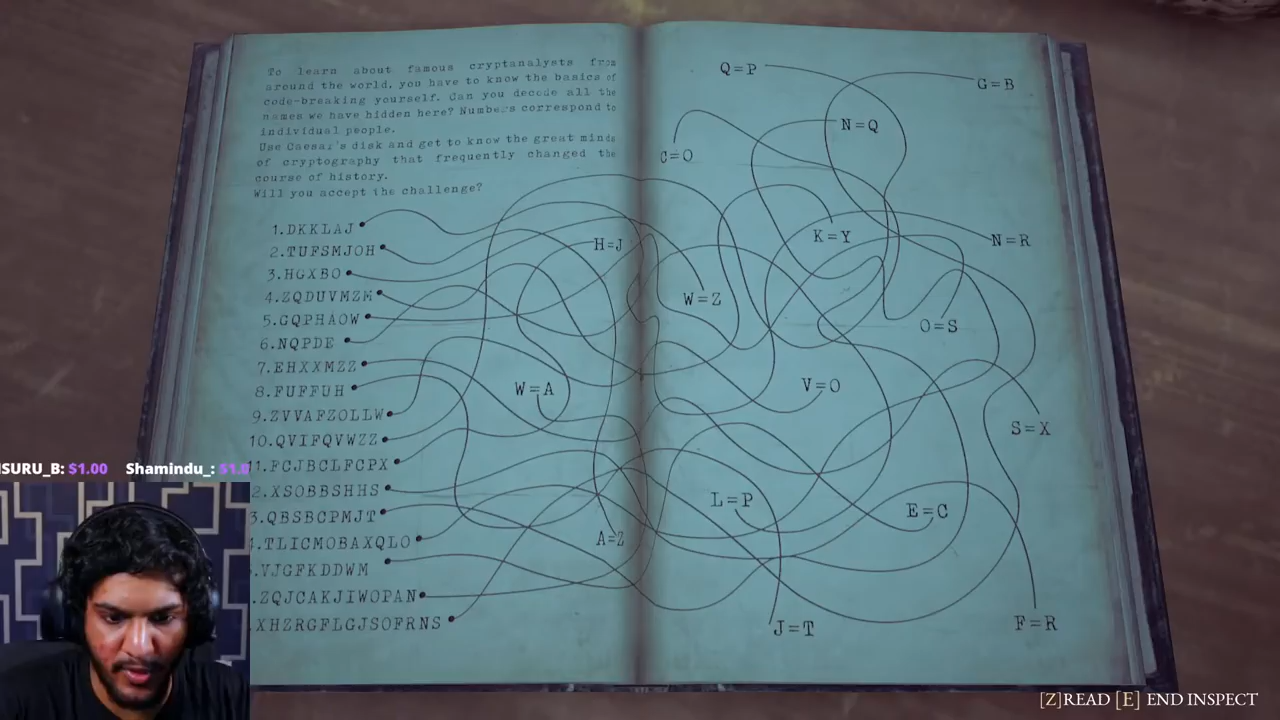 To learn about famous cryptanalysts from
around the world, you have to know the basics of
code-breaking yourself. Can you decode all the
names we have hidden here? Numbers correspond to
individual people.
Use Caesar's disk and get to know the great minds
of cryptography that frequently changed the
course of history.
Will you accept the challenge?
1.DKKLAJ
2.TUFSMJOH
3.HGXBO
4.ZQDUVMZM
5.GQPHAOW
6.NQPDE
7.EHXXMZZ
8.FUFFUH
9.ZVVAFZOLLW
10.QVIFQVWZZ
1.FCJBCLFCPX
2.XSOBBSHHS
3.QBSBCPMJT
4.TLICMOBAXQLO
.VJGFKDDWM
.ZQJCAKJIWOPAN
.XHZRGFLGJSOFRNS
H=J
W=A
A=Z
Q=P
G=B
N=Q
C=O
K=Y
N=R
W=Z
O=S
V=O
S=X
L=P
E=C
J=T
F=R
SURU_B: $1.00 Shamindu_: $1.0
[Z]READ [E] END INSPECT